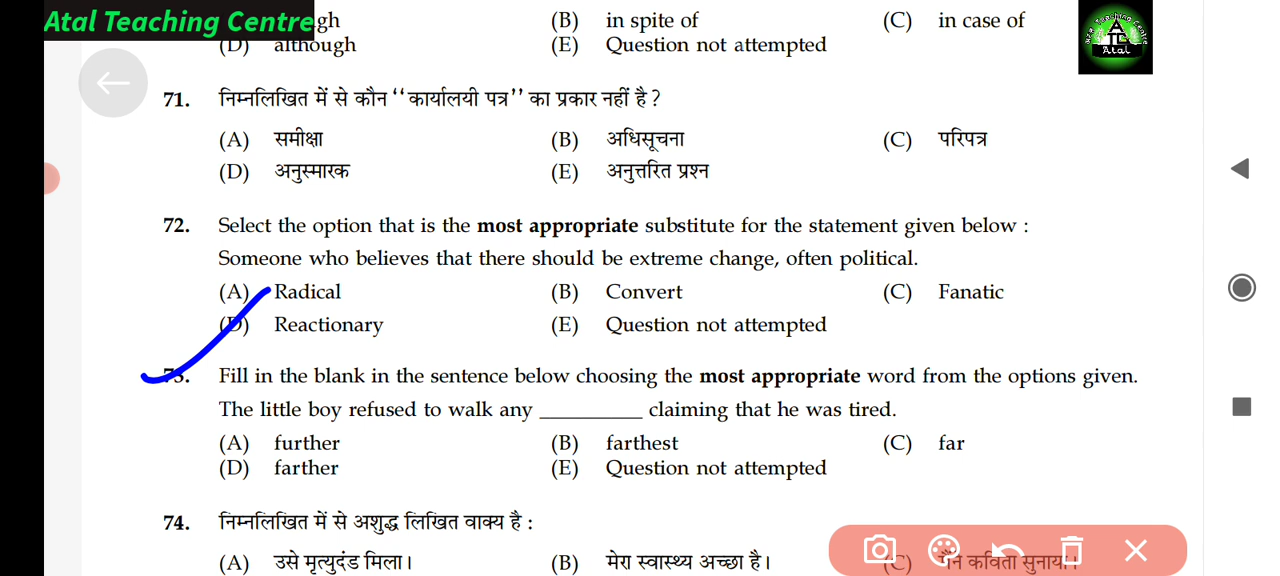 Atal Teaching Centre gh (B) in spite of (C) in case of
(D) although (E) Question not attempted
Atal
71. निम्नलिखित में से कौन ‘‘कार्यालयी पत्र’’ का प्रकार नहीं है ?
(A) समीक्षा (B) अधिसूचना (C) परिपत्र
(D) अनुस्मारक (E) अनुत्तरित प्रश्न
72. Select the option that is the most appropriate substitute for the statement given below :
Someone who believes that there should be extreme change, often political.
(A) Radical (B) Convert (C) Fanatic
(D) Reactionary (E) Question not attempted
73. Fill in the blank in the sentence below choosing the most appropriate word from the options given.
The little boy refused to walk any __________ claiming that he was tired.
(A) further (B) farthest (C) far
(D) farther (E) Question not attempted
74. निम्नलिखित में से अशुद्ध लिखित वाक्य है :
(A) उसे मृत्युदंड मिला। (B) मेरा स्वास्थ्य अच्छा है। (C) मैंने कविता सुनाया।